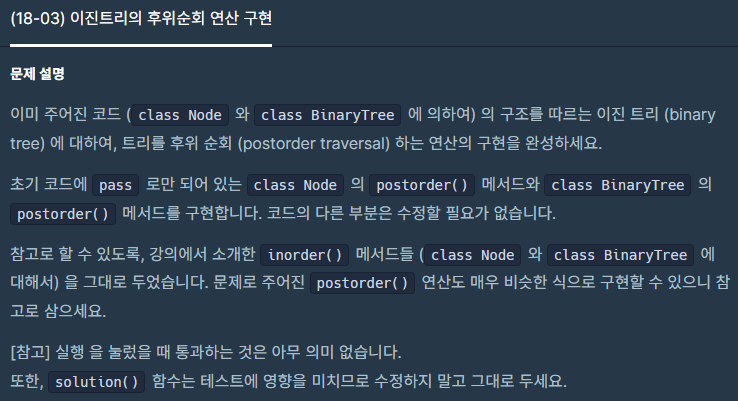 (18-03) 이진트리의 후위순회 연산 구현
문제 설명
이미 주어진 코드 ( class Node 와 class BinaryTree 에 의하여) 의 구조를 따르는 이진 트리 (binary
tree) 에 대하여, 트리를 후위 순회 (postorder traversal) 하는 연산의 구현을 완성하세요.
초기 코드에 pass 로만 되어 있는 class Node 의 postorder() 메서드와 class BinaryTree 의
postorder() 메서드를 구현합니다. 코드의 다른 부분은 수정할 필요가 없습니다.
참고로 할 수 있도록, 강의에서 소개한 inorder() 메서드들 ( class Node 와 class BinaryTree 에
대해서) 을 그대로 두었습니다. 문제로 주어진 postorder() 연산도 매우 비슷한 식으로 구현할 수 있으니 참
고로 삼으세요.
[참고] 실행 을 눌렀을 때 통과하는 것은 아무 의미 없습니다.
또한, solution() 함수는 테스트에 영향을 미치므로 수정하지 말고 그대로 두세요.